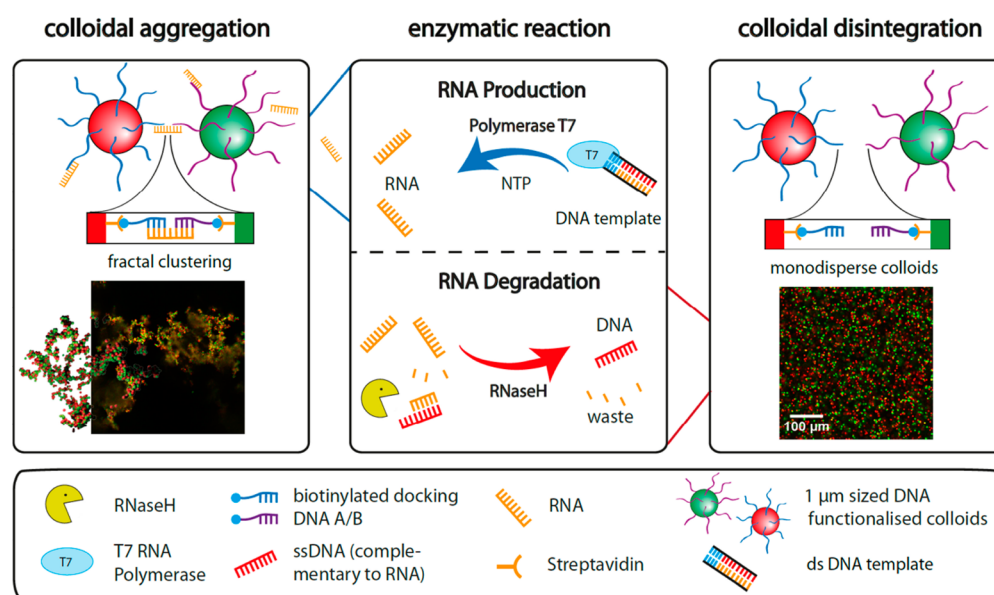 colloidal aggregation
enzymatic reaction
colloidal disintegration
fractal clustering
RNA Production
Polymerase T7
T7
RNA
NTP
DNA template
RNA Degradation
DNA
RNaseH
waste
monodisperse colloids
100 µm
RNaseH
biotinylated docking
DNA A/B
RNA
1 µm sized DNA
functionalised colloids
T7
T7 RNA
Polymerase
ssDNA (comple-
mentary to RNA)
Streptavidin
ds DNA template